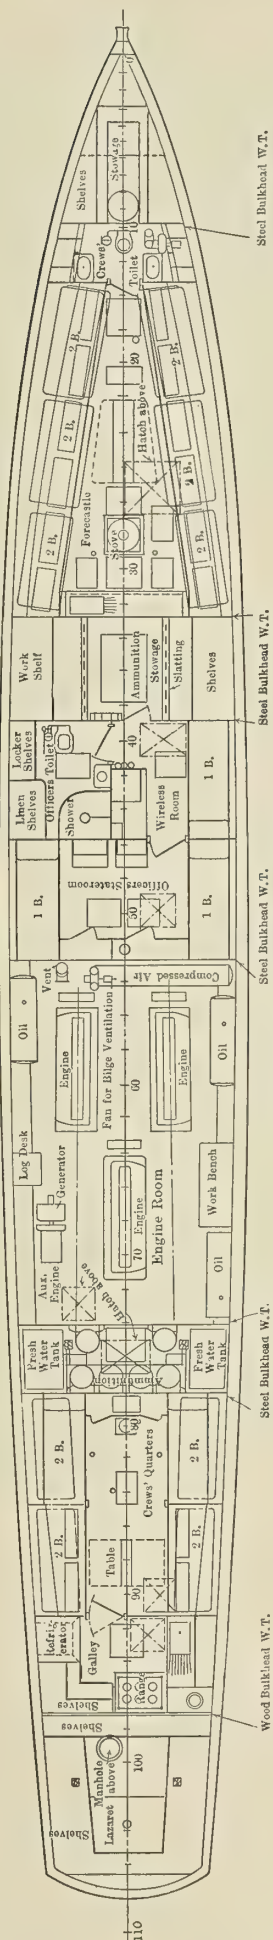 0
Stowage
Shelves
Steel Bulkhead W.T.
10
Crews'
Toilet
20
2 B.
2 B.
Hatch above
2 B.
2 B.
Forecastle
Stove
2 B.
2 B.
30
Steel Bulkhead W.T.
Work
Shelf
Ammunition
Stowage
Slatting
Shelves
Steel Bulkhead W.T.
40
Locker
Shelves
Officers Toilet
Linen
Shelves
Shower
Wireless
Room
1 B.
Officers Stateroom
1 B.
50
1 B.
Steel Bulkhead W.T.
Vent
Compressed Air
Oil
Engine
Fan for Bilge Ventilation
60
Engine
Oil
Log Desk
Generator
Engine
70
Engine Room
Work Bench
Aux.
Engine
Hatch above
Oil
Steel Bulkhead W.T.
Fresh
Water
Tank
Ammunition
Fresh
Water
Tank
Steel Bulkhead W.T.
80
2 B.
Crews' Quarters
2 B.
2 B.
Table
2 B.
90
Refrig-
erator
Galley
Range
Shelves
Wood Bulkhead W.T.
Shelves
Manhole
Lazaret above
100
Shelves
110